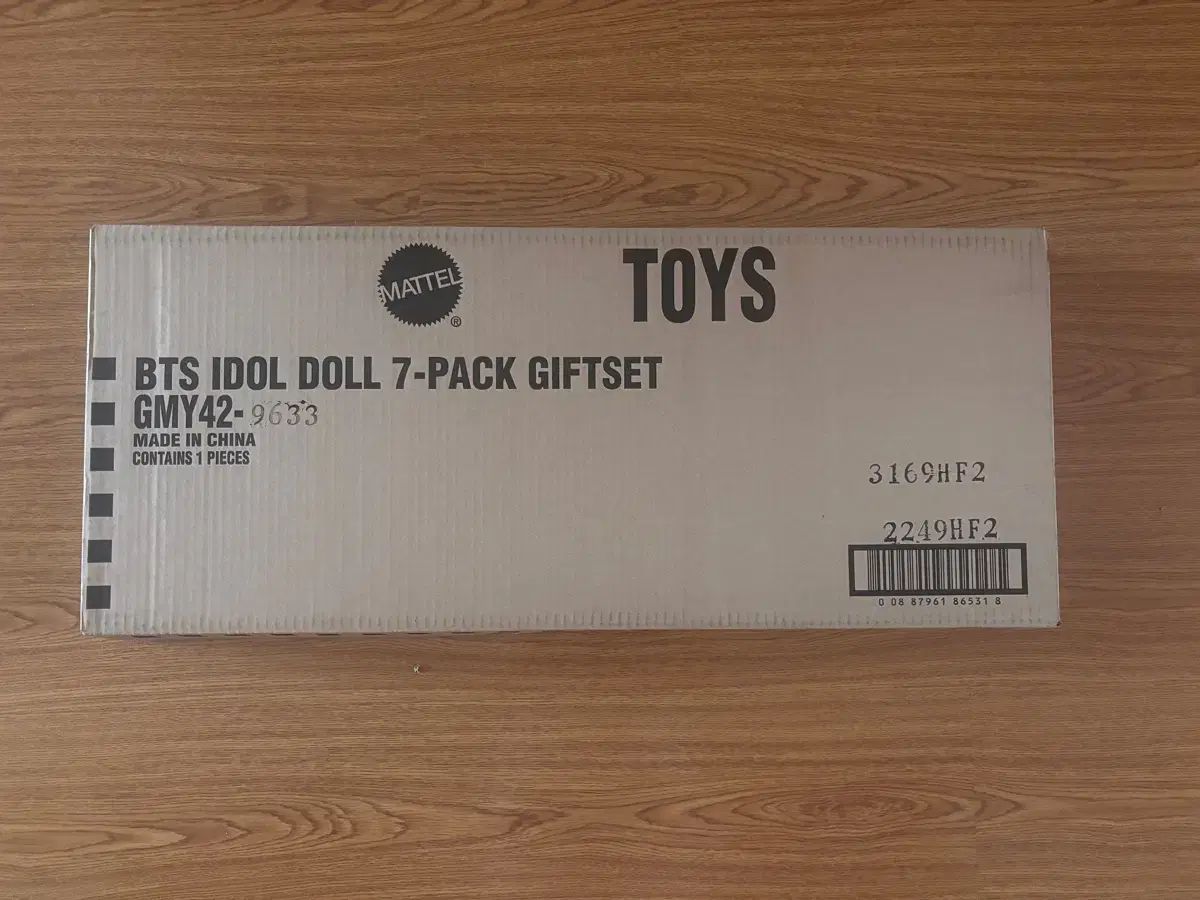 MATTEL
®
TOYS
BTS IDOL DOLL 7-PACK GIFTSET
GMY42- 9633
MADE IN CHINA
CONTAINS 1 PIECES
3169HF2
2249HF2
0 08 87961 86531 8